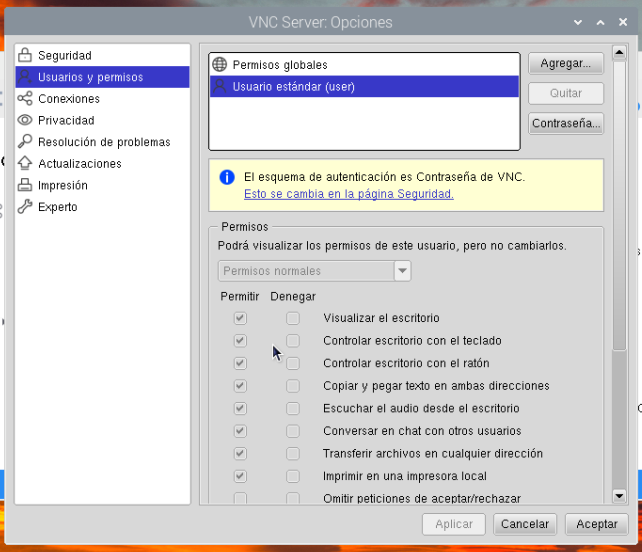 VNC Server: Opciones
Seguridad
Usuarios y permisos
Conexiones
Privacidad
Resolución de problemas
Actualizaciones
Impresión
Experto
Permisos globales
Usuario estándar (user)
Agregar...
Quitar
Contraseña...
El esquema de autenticación es Contraseña de VNC.
Esto se cambia en la página Seguridad.
Permisos
Podrá visualizar los permisos de este usuario, pero no cambiarlos.
Permisos normales
Permitir Denegar
Visualizar el escritorio
Controlar escritorio con el teclado
Controlar escritorio con el ratón
Copiar y pegar texto en ambas direcciones
Escuchar el audio desde el escritorio
Conversar en chat con otros usuarios
Transferir archivos en cualquier dirección
Imprimir en una impresora local
Omitir peticiones de aceptar/rechazar
Aplicar Cancelar Aceptar